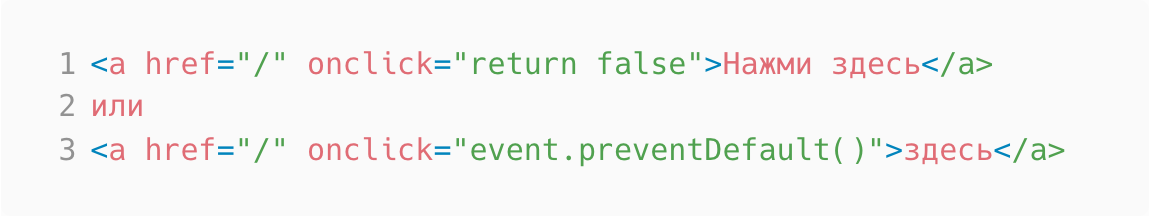 1 <a href="/" onclick="return false">Нажми здесь</a>
2 или
3 <a href="/" onclick="event.preventDefault()">здесь</a>